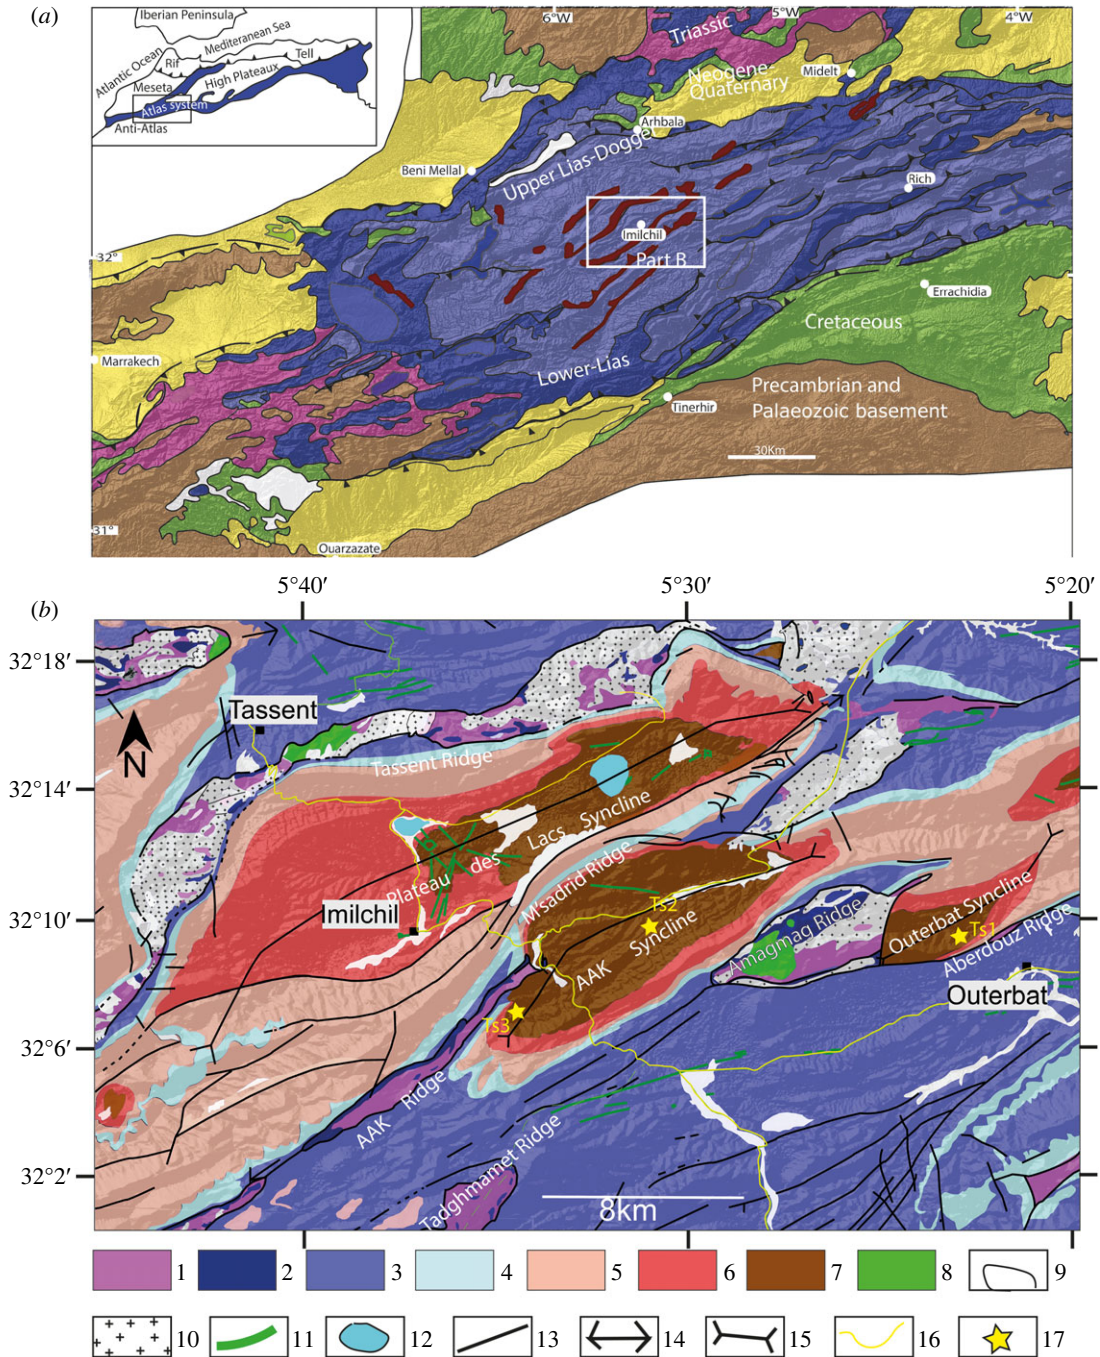 (a)
6°W
5°W
4°W
Iberian Peninsula
Mediteranean Sea
Atlantic Ocean
Rif
Tell
Meseta
High Plateaux
Atlas system
Anti-Atlas
Triassic
Neogene-
Quaternary
Midelt
Arhbala
Beni Mellal
Upper Lias-Dogge
Rich
Imilchil
Part B
32°
Errachidia
Cretaceous
Marrakech
Lower-Lias
Precambrian and
Palaeozoic basement
Tinerhir
30Km
31°
Ouarzazate
(b)
5°40′
5°30′
5°20′
32°18′
32°14′
32°10′
32°6′
32°2′
N
Tassent
Tassent Ridge
Plateau des Lacs Syncline
Imilchil
M'sadrid Ridge
Ts2
AAK Syncline
Ts3
Amagmag Ridge
Outerbat Syncline
Ts1
Aberdouz Ridge
Outerbat
AAK Ridge
Tadghmamet Ridge
8km
1
2
3
4
5
6
7
8
9
10
11
12
13
14
15
16
17